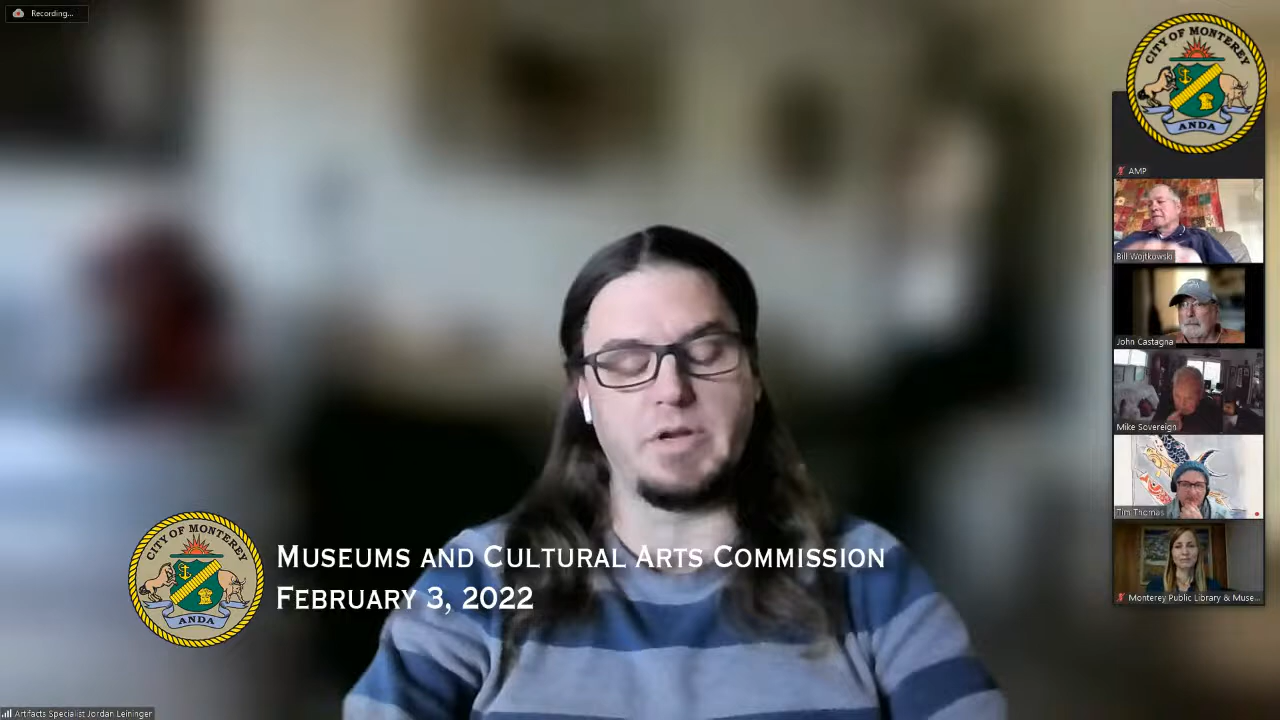 Recording...
CITY OF MONTEREY
ANDA
AMP
Bill Wojtkowski
John Castagna
Mike Sovereign
Tim Thomas
Monterey Public Library & Muse...
CITY OF MONTEREY
ANDA
Museums and Cultural Arts Commission
February 3, 2022
Artifacts Specialist Jordan Leininger